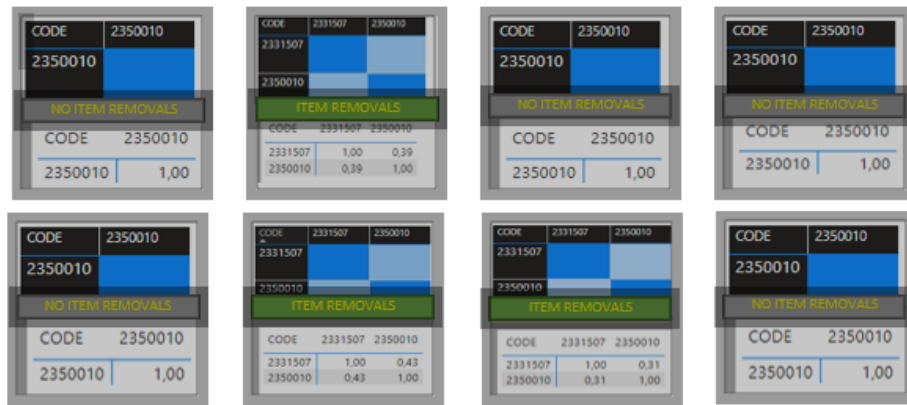 CODE 2350010
2350010
NO ITEM REMOVALS
CODE 2350010
2350010 1,00
CODE 2331507 2350010
2331507
2350010
ITEM REMOVALS
CODE 2331507 2350010
2331507 1,00 0,39
2350010 0,39 1,00
CODE 2350010
2350010
NO ITEM REMOVALS
CODE 2350010
2350010 1,00
CODE 2350010
2350010
NO ITEM REMOVALS
CODE 2350010
2350010 1,00
CODE 2350010
2350010
NO ITEM REMOVALS
CODE 2350010
2350010 1,00
CODE 2331507 2350010
2331507
2350010
ITEM REMOVALS
CODE 2331507 2350010
2331507 1,00 0,43
2350010 0,43 1,00
CODE 2331507 2350010
2331507
2350010
ITEM REMOVALS
CODE 2331507 2350010
2331507 1,00 0,31
2350010 0,31 1,00
CODE 2350010
2350010
NO ITEM REMOVALS
CODE 2350010
2350010 1,00